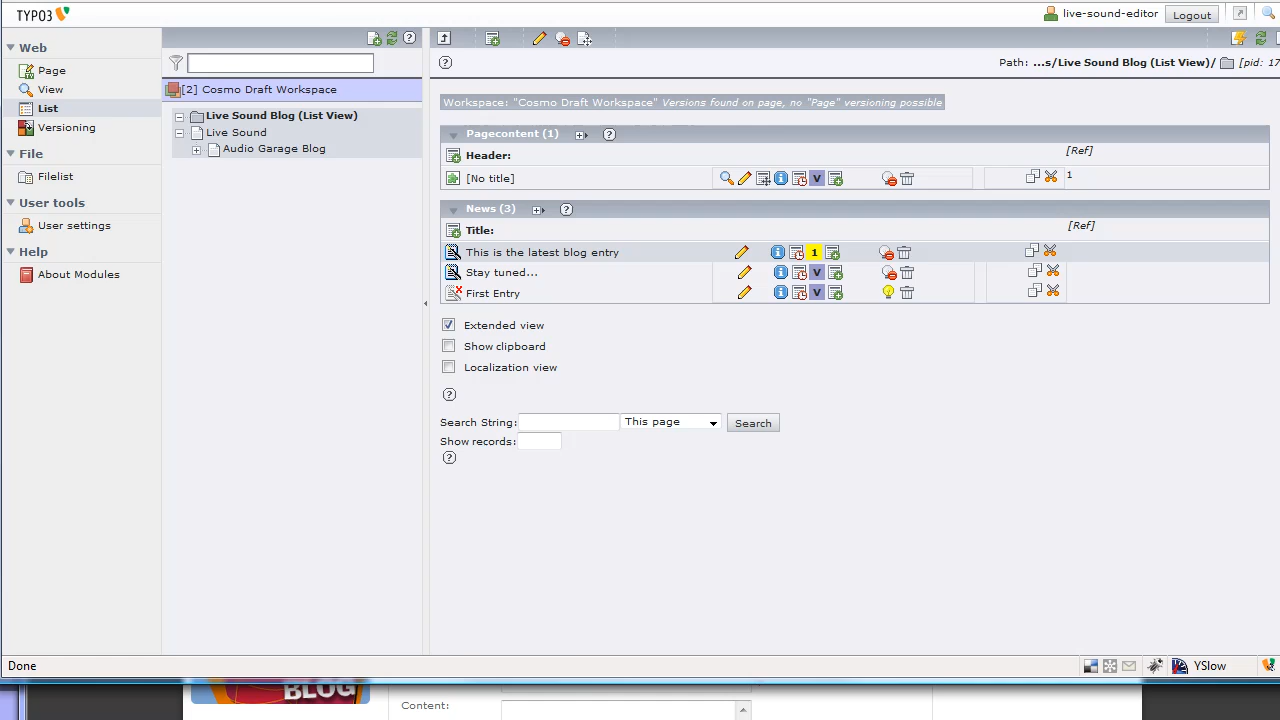 TYPO3
live-sound-editor
Logout
Web
Page
View
List
Versioning
File
Filelist
User tools
User settings
Help
About Modules
[2] Cosmo Draft Workspace
Live Sound Blog (List View)
Live Sound
Audio Garage Blog
Path: ...s/Live Sound Blog (List View)/ [pid: 17
Workspace: "Cosmo Draft Workspace" Versions found on page, no "Page" versioning possible
Pagecontent (1)
Header: [Ref]
[No title] V 1
News (3)
Title: [Ref]
This is the latest blog entry 1
Stay tuned... V
First Entry V
Extended view
Show clipboard
Localization view
Search String: This page Search
Show records:
Done YSlow
BLOG
Content: